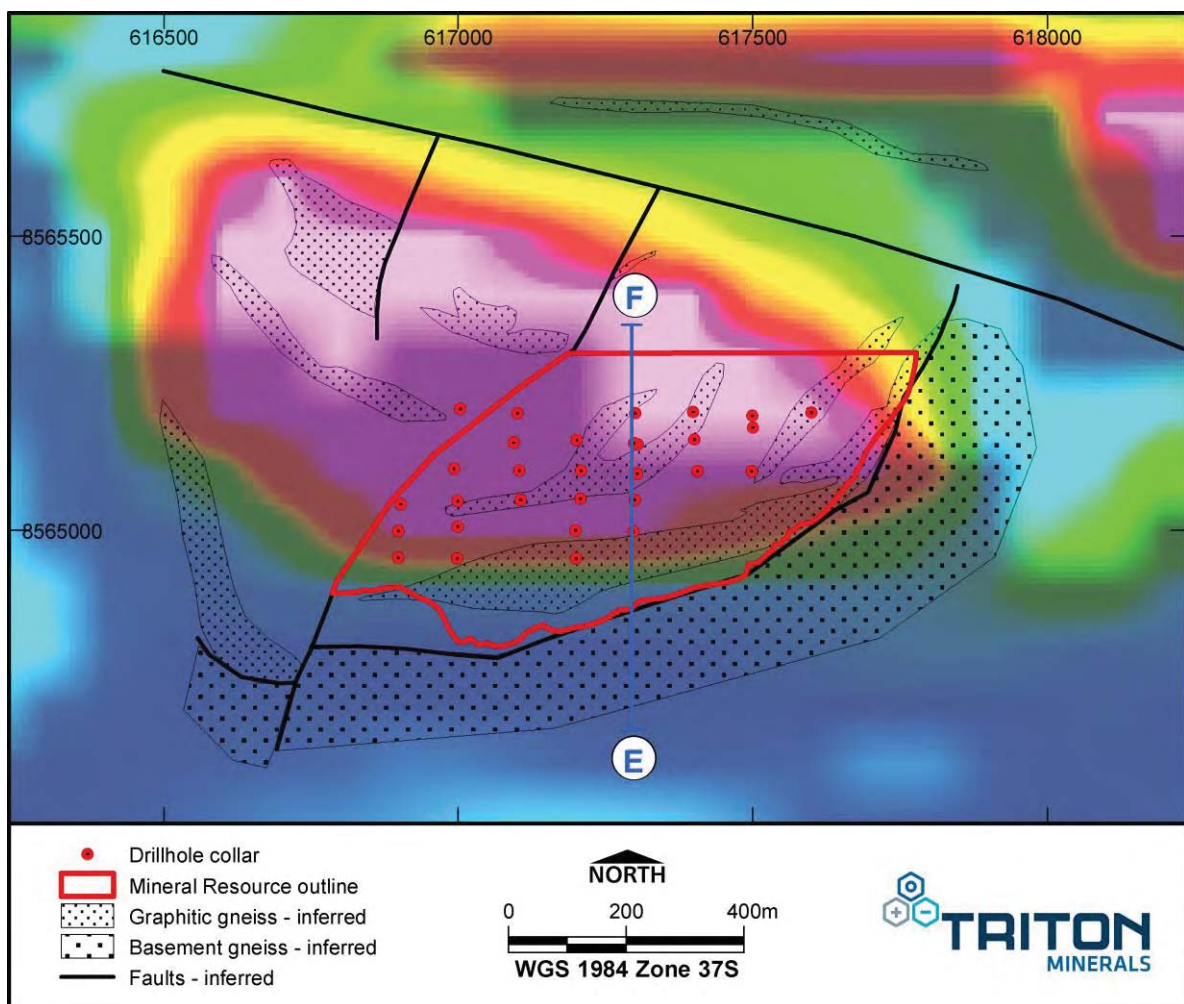 616500 617000 617500 618000
8565500
F
8565000
E
Drillhole collar
Mineral Resource outline
Graphitic gneiss - inferred
Basement gneiss - inferred
Faults - inferred
NORTH
0 200 400m
WGS 1984 Zone 37S
TRITON
MINERALS